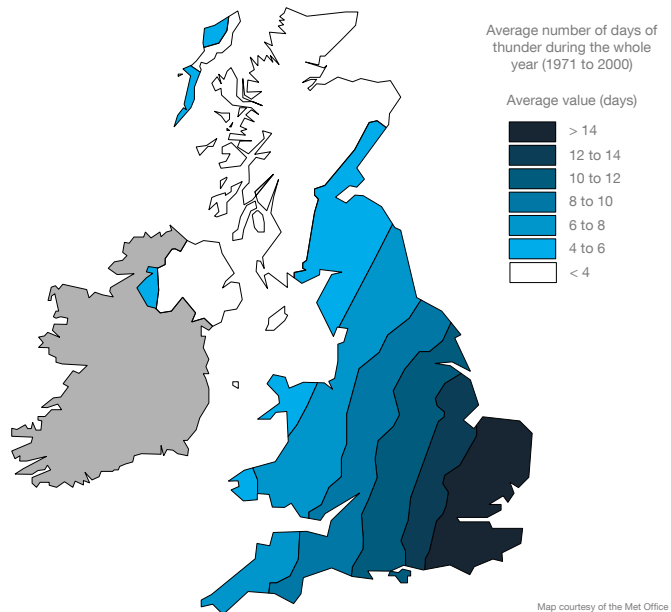 Average number of days of
thunder during the whole
year (1971 to 2000)
Average value (days)
> 14
12 to 14
10 to 12
8 to 10
6 to 8
4 to 6
< 4
Map courtesy of the Met Office